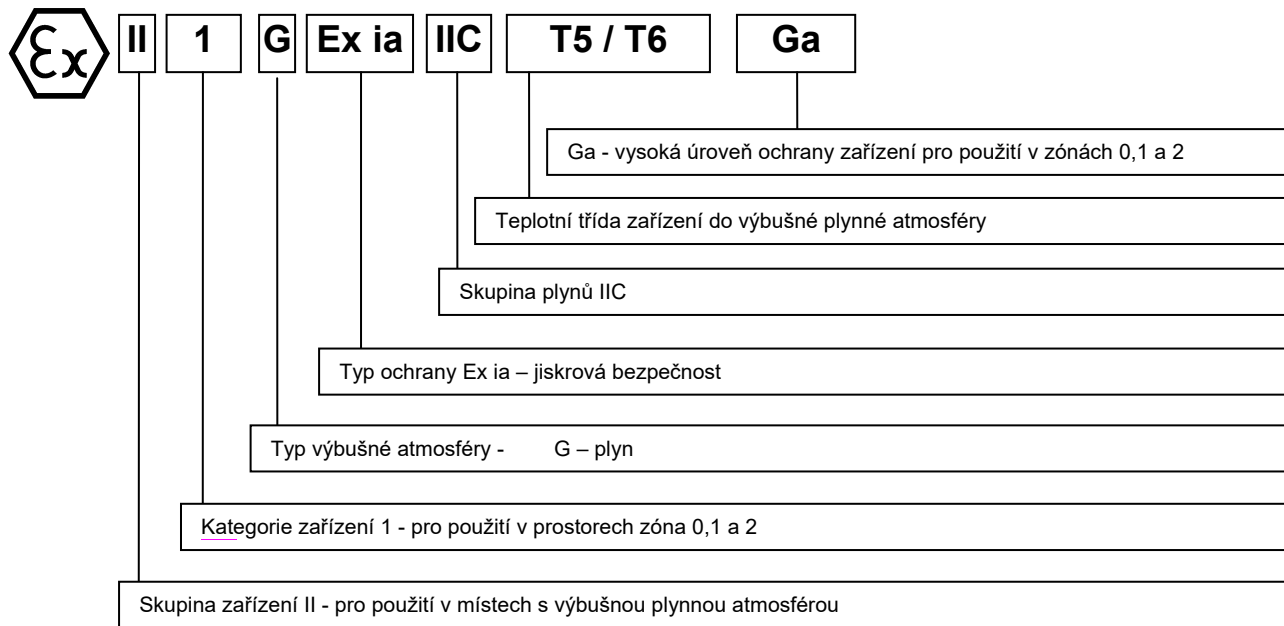 Ex II 1 G Ex ia IIC T5 / T6 Ga
Ga - vysoká úroveň ochrany zařízení pro použití v zónách 0,1 a 2
Teplotní třída zařízení do výbušné plynné atmosféry
Skupina plynů IIC
Typ ochrany Ex ia – jiskrová bezpečnost
Typ výbušné atmosféry - G – plyn
Kategorie zařízení 1 - pro použití v prostorech zóna 0,1 a 2
Skupina zařízení II - pro použití v místech s výbušnou plynnou atmosférou